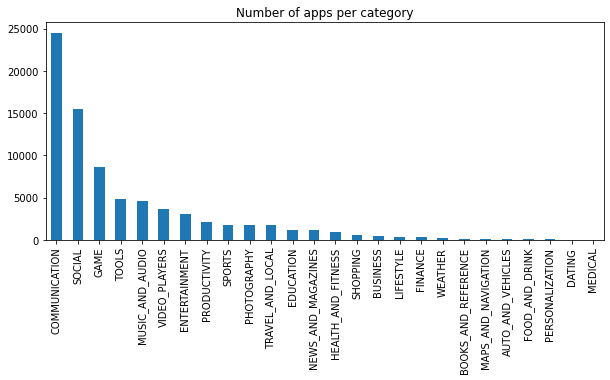 Number of apps per category
25000
20000
15000
10000
5000
0
COMMUNICATION
SOCIAL
GAME
TOOLS
MUSIC_AND_AUDIO
VIDEO_PLAYERS
ENTERTAINMENT
PRODUCTIVITY
SPORTS
PHOTOGRAPHY
TRAVEL_AND_LOCAL
EDUCATION
NEWS_AND_MAGAZINES
HEALTH_AND_FITNESS
SHOPPING
BUSINESS
LIFESTYLE
FINANCE
WEATHER
BOOKS_AND_REFERENCE
MAPS_AND_NAVIGATION
AUTO_AND_VEHICLES
FOOD_AND_DRINK
PERSONALIZATION
DATING
MEDICAL